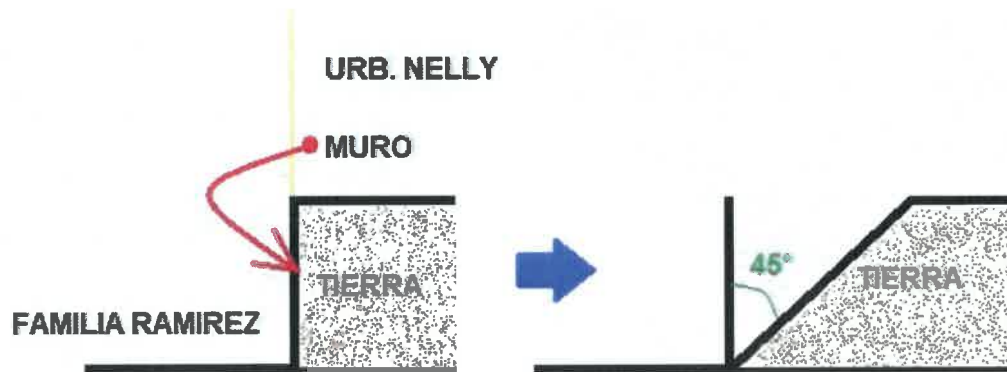 URB. NELLY
MURO
TIERRA
FAMILIA RAMIREZ
45°
TIERRA